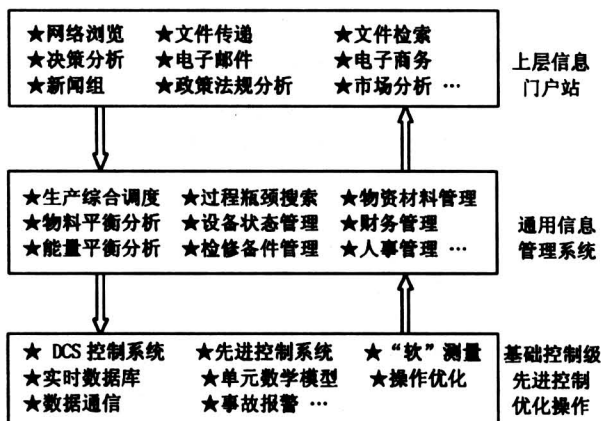 ★网络浏览 ★文件传递 ★文件检索
★决策分析 ★电子邮件 ★电子商务
★新闻组 ★政策法规分析 ★市场分析 …
上层信息
门户站
★生产综合调度 ★过程瓶颈搜索 ★物资材料管理
★物料平衡分析 ★设备状态管理 ★财务管理
★能量平衡分析 ★检修备件管理 ★人事管理 …
通用信息
管理系统
★ DCS 控制系统 ★先进控制系统 ★“软”测量
★实时数据库 ★单元数学模型 ★操作优化
★数据通信 ★事故报警 …
基础控制级
先进控制
优化操作